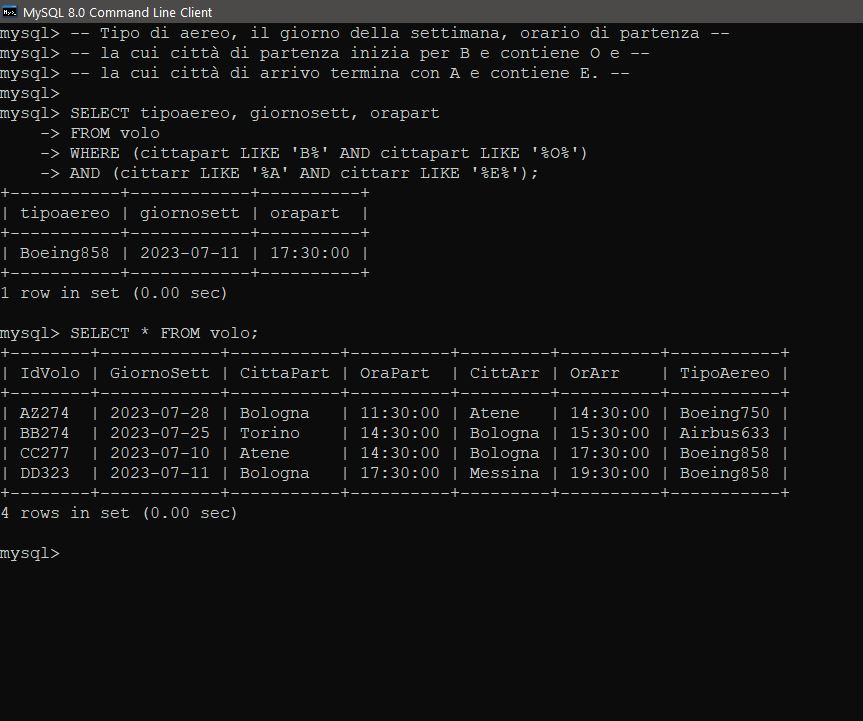 MySQL 8.0 Command Line Client
mysql> -- Tipo di aereo, il giorno della settimana, orario di partenza --
mysql> -- la cui città di partenza inizia per B e contiene O e --
mysql> -- la cui città di arrivo termina con A e contiene E. --
mysql>
mysql> SELECT tipoaereo, giornosett, orapart
    -> FROM volo
    -> WHERE (cittapart LIKE 'B%' AND cittapart LIKE '%O%')
    -> AND (cittarr LIKE '%A' AND cittarr LIKE '%E%');
+-----------+------------+----------+
| tipoaereo | giornosett | orapart  |
+-----------+------------+----------+
| Boeing858 | 2023-07-11 | 17:30:00 |
+-----------+------------+----------+
1 row in set (0.00 sec)
mysql> SELECT * FROM volo;
+--------+------------+-----------+----------+---------+----------+-----------+
| IdVolo | GiornoSett | CittaPart | OraPart  | CittArr | OrArr    | TipoAereo |
+--------+------------+-----------+----------+---------+----------+-----------+
| AZ274  | 2023-07-28 | Bologna   | 11:30:00 | Atene   | 14:30:00 | Boeing750 |
| BB274  | 2023-07-25 | Torino    | 14:30:00 | Bologna | 15:30:00 | Airbus633 |
| CC277  | 2023-07-10 | Atene     | 14:30:00 | Bologna | 17:30:00 | Boeing858 |
| DD323  | 2023-07-11 | Bologna   | 17:30:00 | Messina | 19:30:00 | Boeing858 |
+--------+------------+-----------+----------+---------+----------+-----------+
4 rows in set (0.00 sec)
mysql>